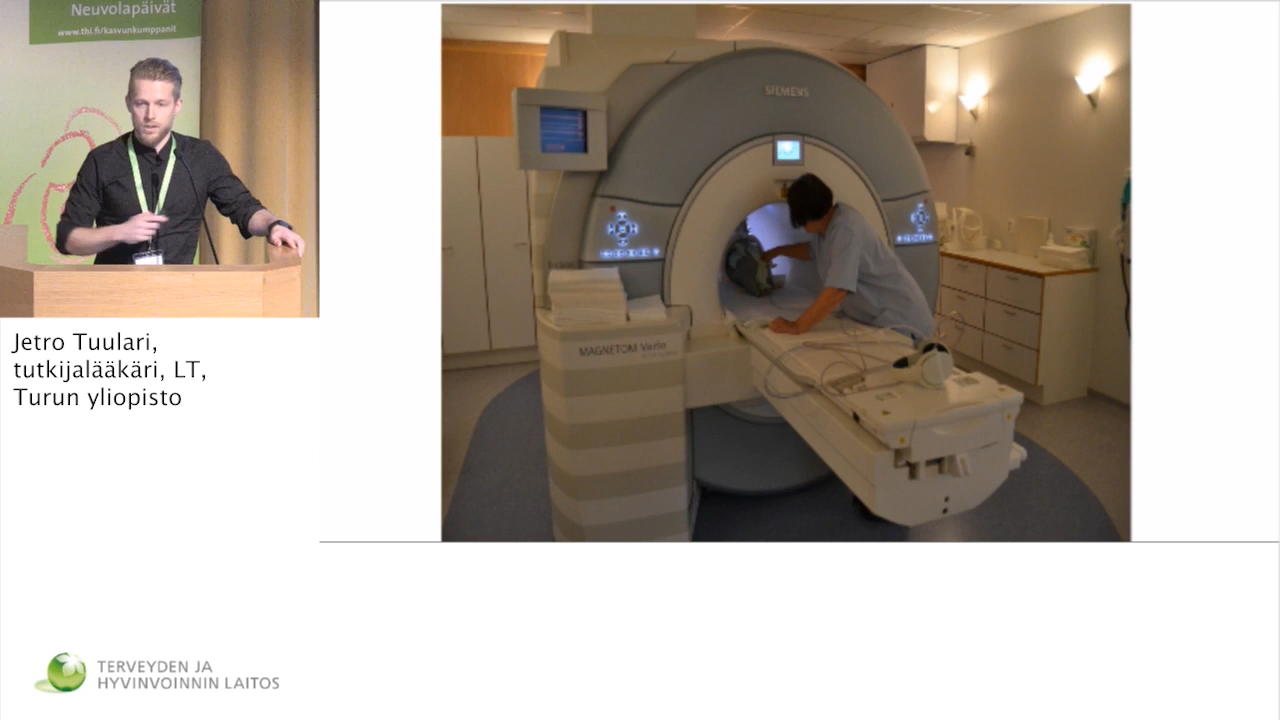 Neuvolapäivät
www.thl.fi/kasvunkumppanit
SIEMENS
MAGNETOM Verio
Jetro Tuulari,
tutkijalääkäri, LT,
Turun yliopisto
TERVEYDEN JA
HYVINVOINNIN LAITOS